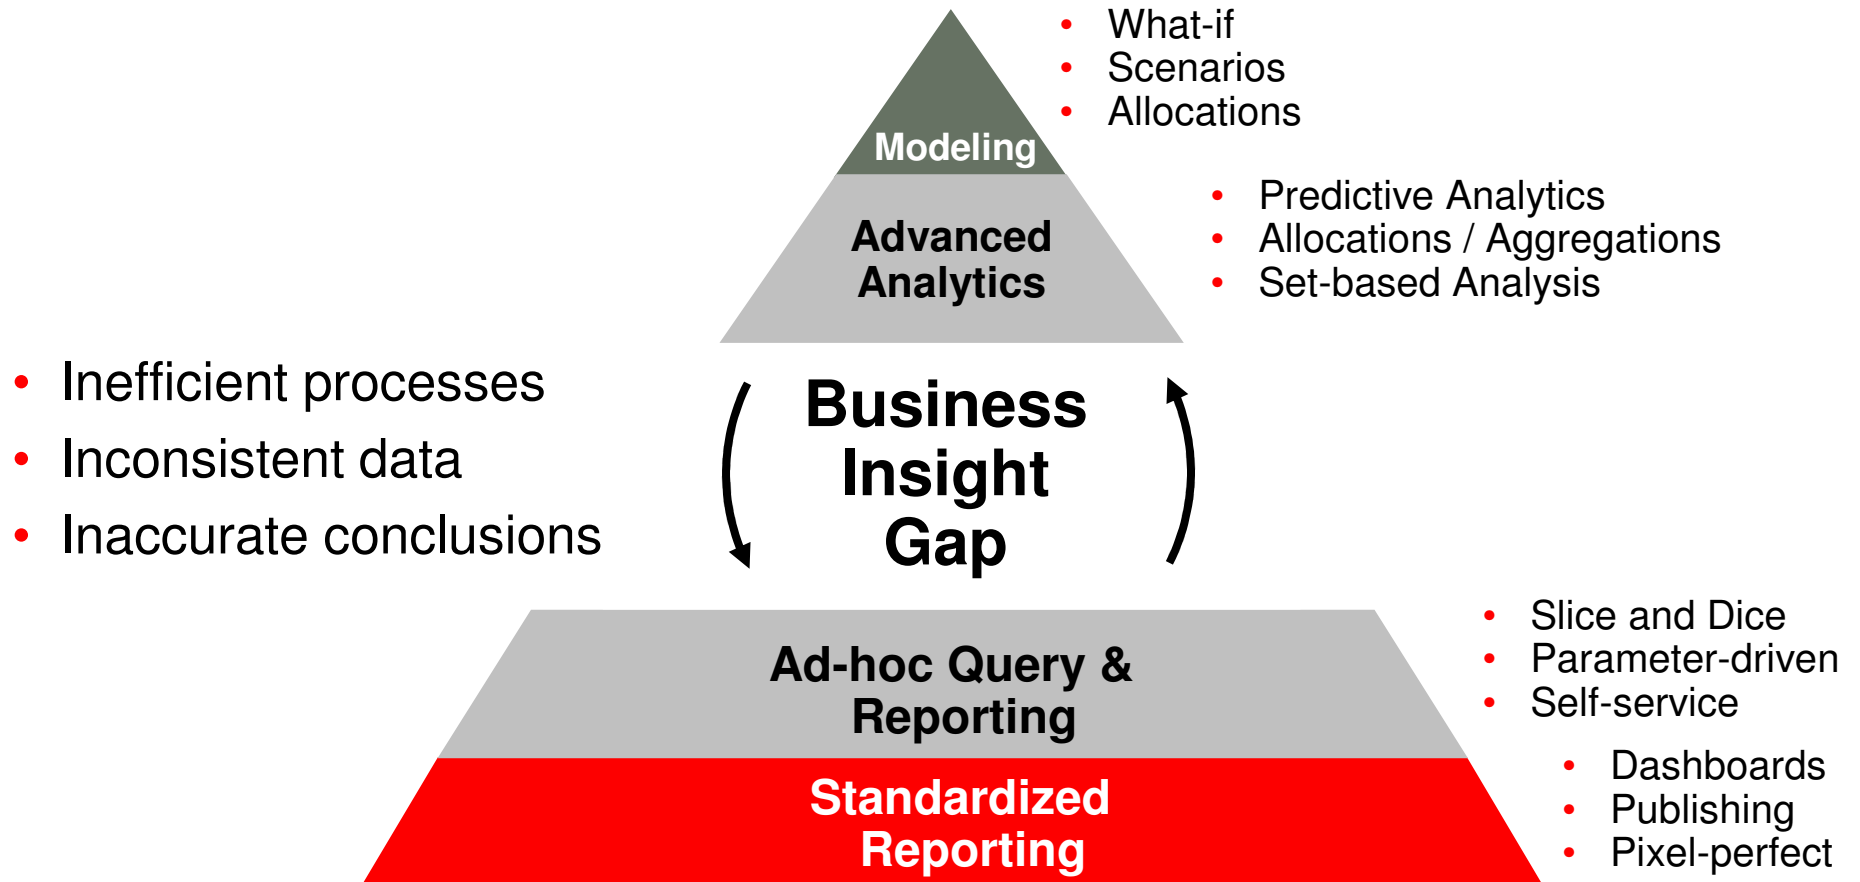 • What-if
• Scenarios
• Allocations
Modeling
• Predictive Analytics
• Allocations / Aggregations
• Set-based Analysis
Advanced
Analytics
• Inefficient processes
• Inconsistent data
• Inaccurate conclusions
Business
Insight
Gap
• Slice and Dice
• Parameter-driven
• Self-service
Ad-hoc Query &
Reporting
• Dashboards
• Publishing
• Pixel-perfect
Standardized
Reporting